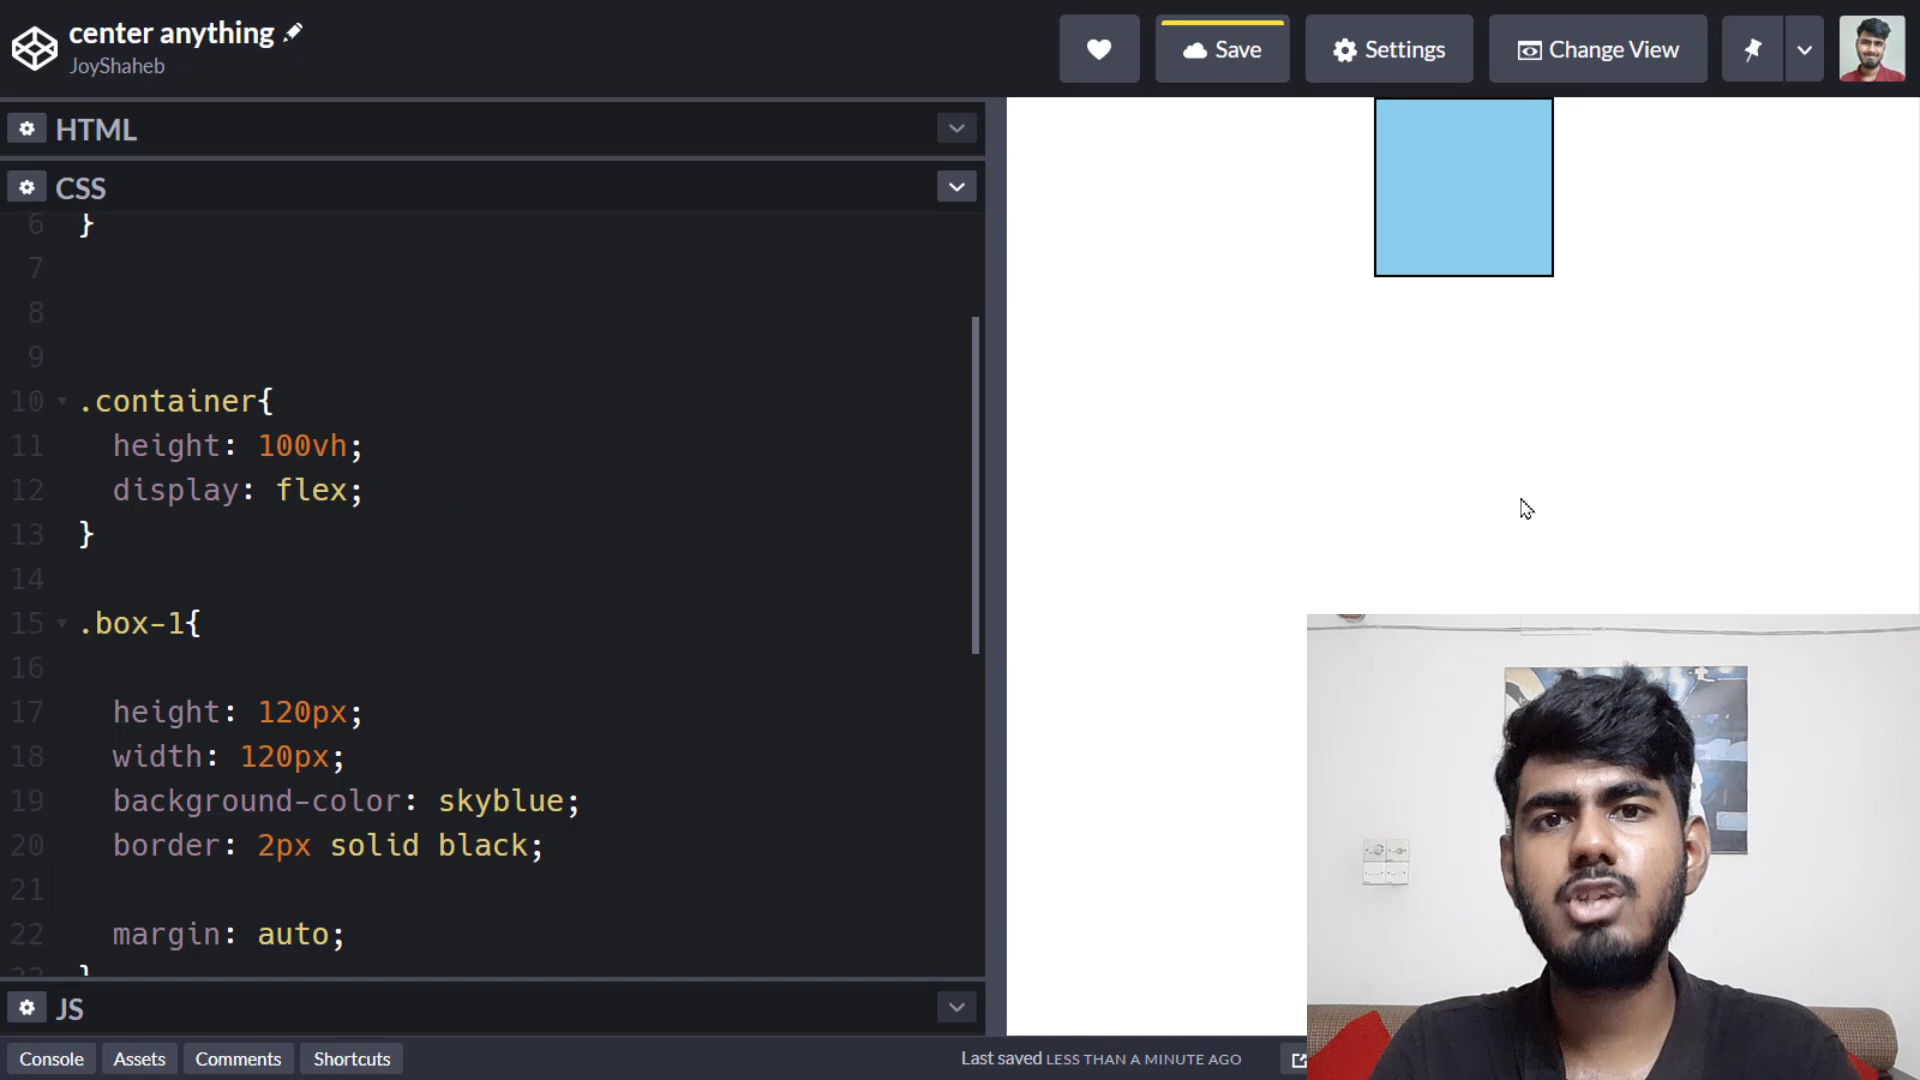 center anything
JoyShaheb
Save
Settings
Change View
HTML
CSS
6 }
7
8
9
10 .container{
11 height: 100vh;
12 display: flex;
13 }
14
15 .box-1{
16
17 height: 120px;
18 width: 120px;
19 background-color: skyblue;
20 border: 2px solid black;
21
22 margin: auto;
23 }
JS
Console Assets Comments Shortcuts
Last saved LESS THAN A MINUTE AGO